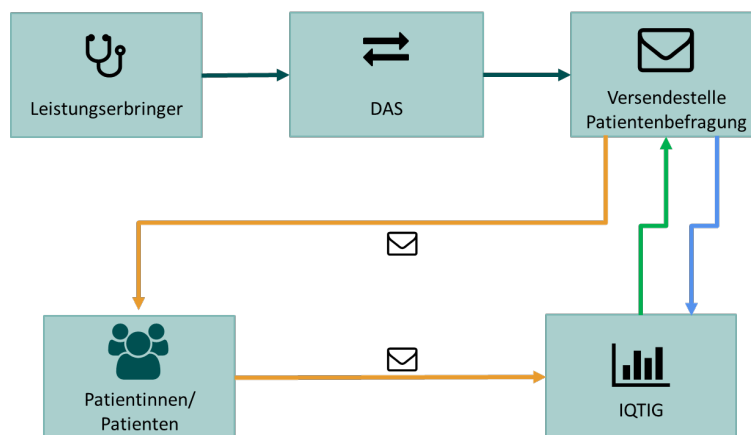 Leistungserbringer
DAS
Versendestelle
Patientenbefragung
Patientinnen/
Patienten
IQTIG